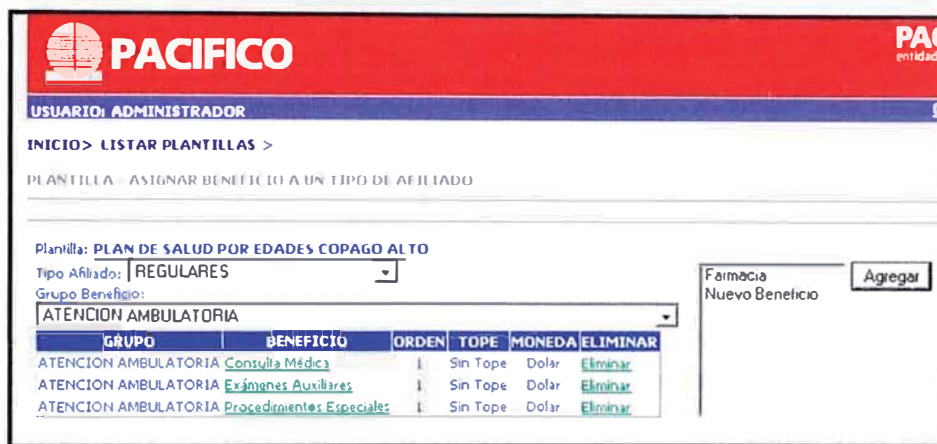 PACIFICO
PAC
entidad
USUARIO: ADMINISTRADOR
INICIO> LISTAR PLANTILLAS >
PLANTILLA - ASIGNAR BENEFICIO A UN TIPO DE AFILIADO
Plantilla: PLAN DE SALUD POR EDADES COPAGO ALTO
Tipo Afiliado: REGULARES
Grupo Beneficio:
ATENCION AMBULATORIA
GRUPO BENEFICIO ORDEN TOPE MONEDA ELIMINAR
ATENCION AMBULATORIA Consulta Médica 1 Sin Tope Dolar Eliminar
ATENCION AMBULATORIA Exámenes Auxiliares 1 Sin Tope Dolar Eliminar
ATENCION AMBULATORIA Procedimientos Especiales 1 Sin Tope Dolar Eliminar
Farmacia
Nuevo Beneficio
Agregar